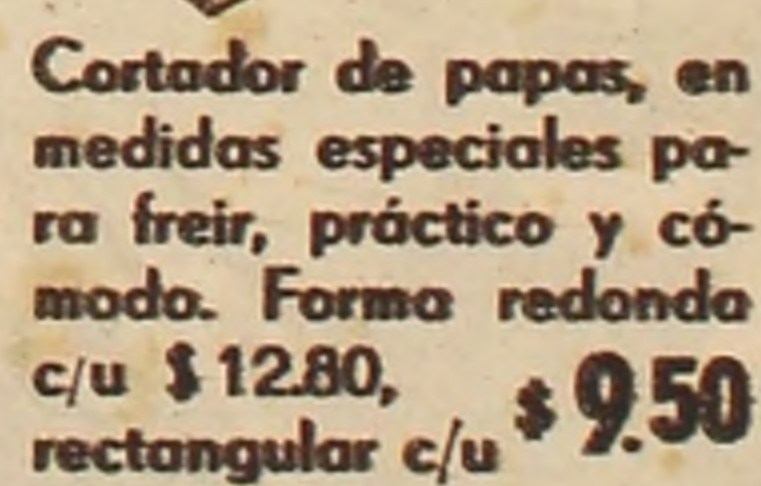 Cortador de papas, en
medidas especiales pa-
ra freir, práctico y có-
modo. Forma redonda
c/u $ 12.80,
rectangular c/u $ 9.50